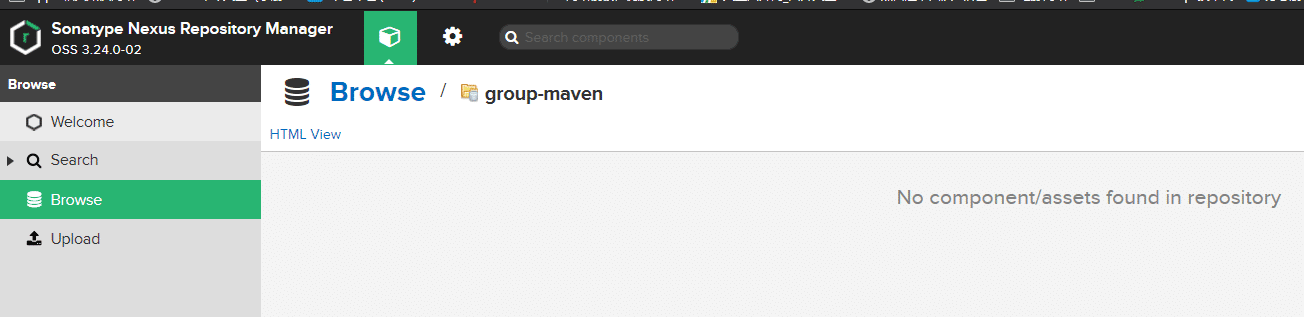 Sonatype Nexus Repository Manager
OSS 3.24.0-02
Search components
Browse
Welcome
Search
Browse
Upload
Browse / group-maven
HTML View
No component/assets found in repository